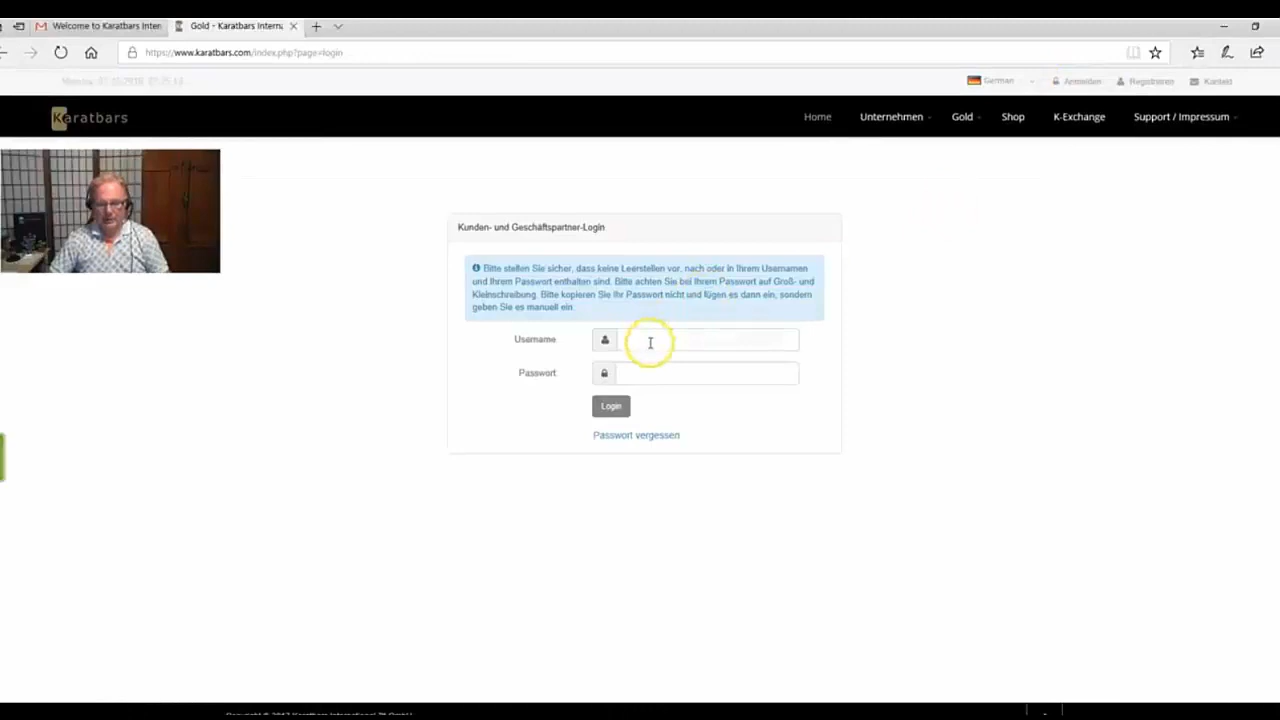 Welcome to Karatbars Inter
Gold - Karatbars Interna
https://www.karatbars.com/index.php?page=login
German
Anmelden
Registrieren
Kontakt
Karatbars
Home
Unternehmen
Gold
Shop
K-Exchange
Support / Impressum
Kunden- und Geschäftspartner-Login
Bitte stellen Sie sicher, dass keine Leerstellen vor, nach oder in Ihrem Usernamen
und Ihrem Passwort enthalten sind. Bitte achten Sie bei Ihrem Passwort auf Groß- und
Kleinschreibung. Bitte kopieren Sie Ihr Passwort nicht und fügen es dann ein, sondern
geben Sie es manuell ein
Username
Passwort
Login
Passwort vergessen